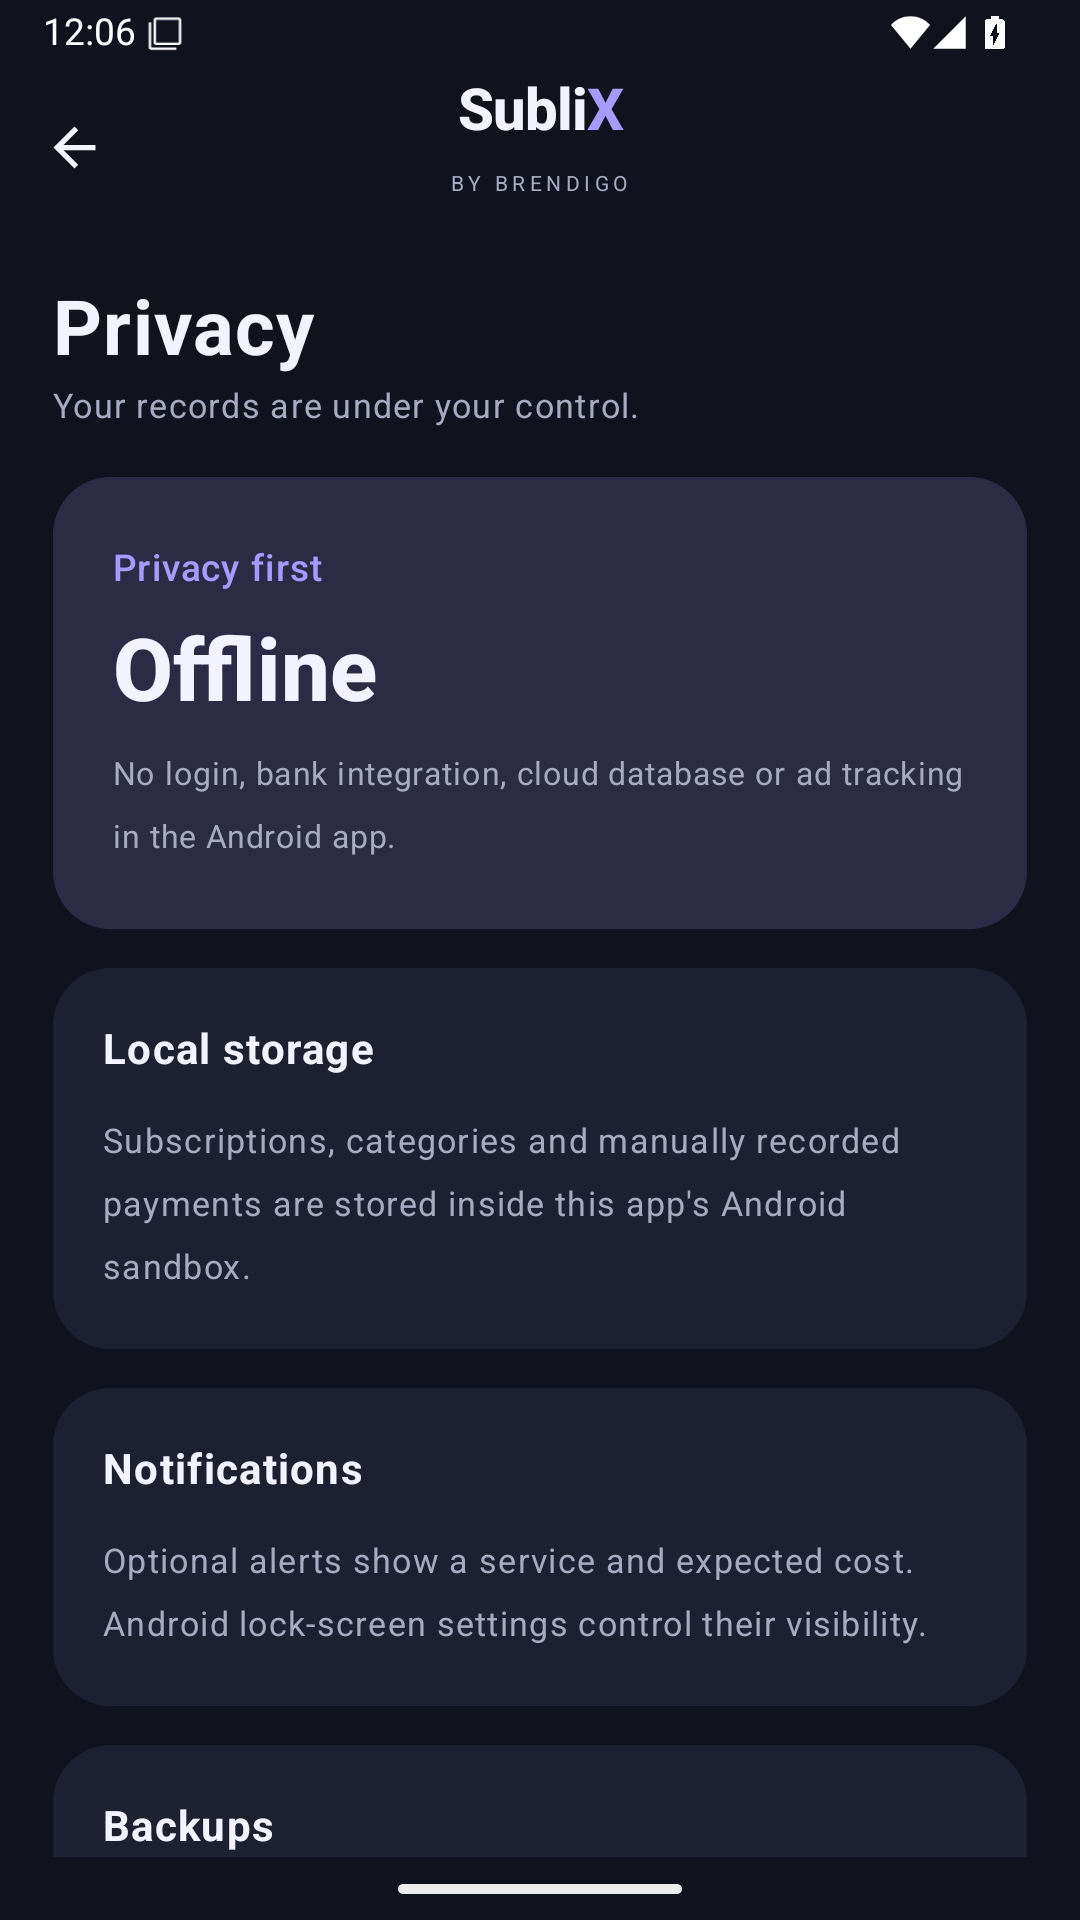 12:06
SubliX
BY BRENDIGO
Privacy
Your records are under your control.
Privacy first
Offline
No login, bank integration, cloud database or ad tracking
in the Android app.
Local storage
Subscriptions, categories and manually recorded
payments are stored inside this app's Android
sandbox.
Notifications
Optional alerts show a service and expected cost.
Android lock-screen settings control their visibility.
Backups